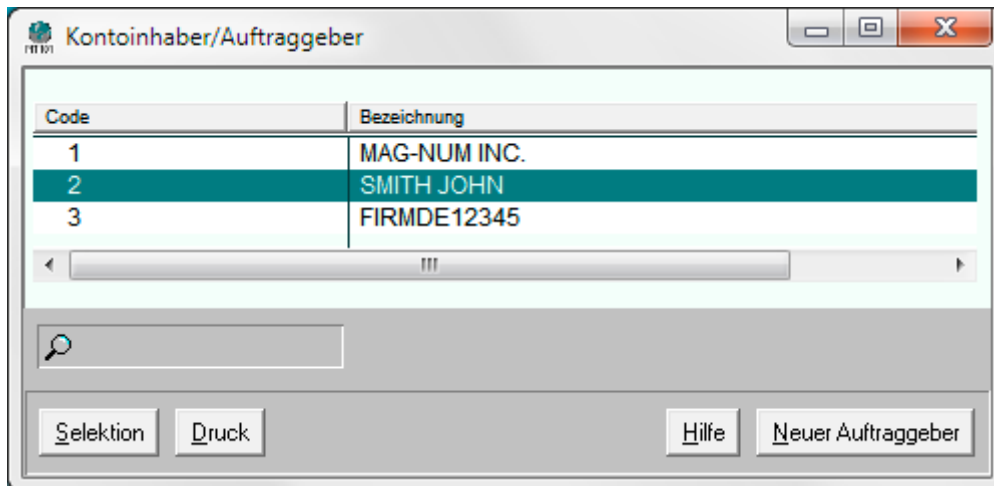 Kontoinhaber/Auftraggeber
Code Bezeichnung
1 MAG-NUM INC.
2 SMITH JOHN
3 FIRMDE12345
Selektion Druck Hilfe Neuer Auftraggeber